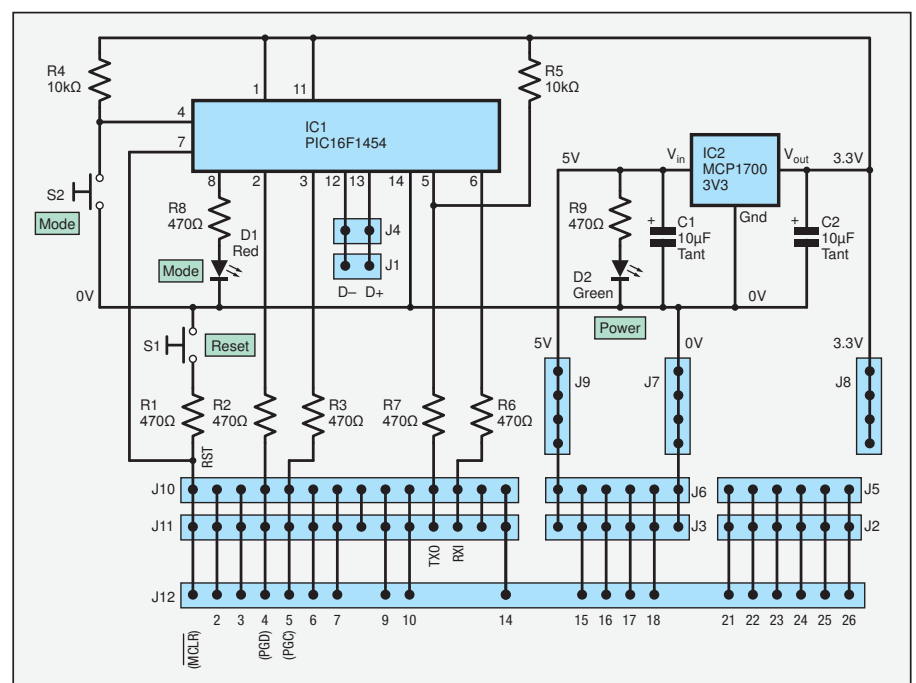 R4
10kΩ
R5
10kΩ
1
11
4
7
IC1
PIC16F1454
8
2
3
12
13
14
5
6
S2
Mode
R8
470Ω
D1
Red
Mode
J4
J1
D–
D+
5V
Vin
IC2
MCP1700
3V3
Vout
3.3V
Gnd
R9
470Ω
+
C1
10µF
Tant
+
C2
10µF
Tant
D2
Green
Power
0V
0V
S1
Reset
5V
0V
3.3V
J9
J7
J8
R1
470Ω
R2
470Ω
R3
470Ω
R7
470Ω
R6
470Ω
RST
J10
J6
J5
J11
J3
J2
TXO
RXI
J12
(MCLR)
2
3
4
(PGD)
5
(PGC)
6
7
9
10
14
15
16
17
18
21
22
23
24
25
26